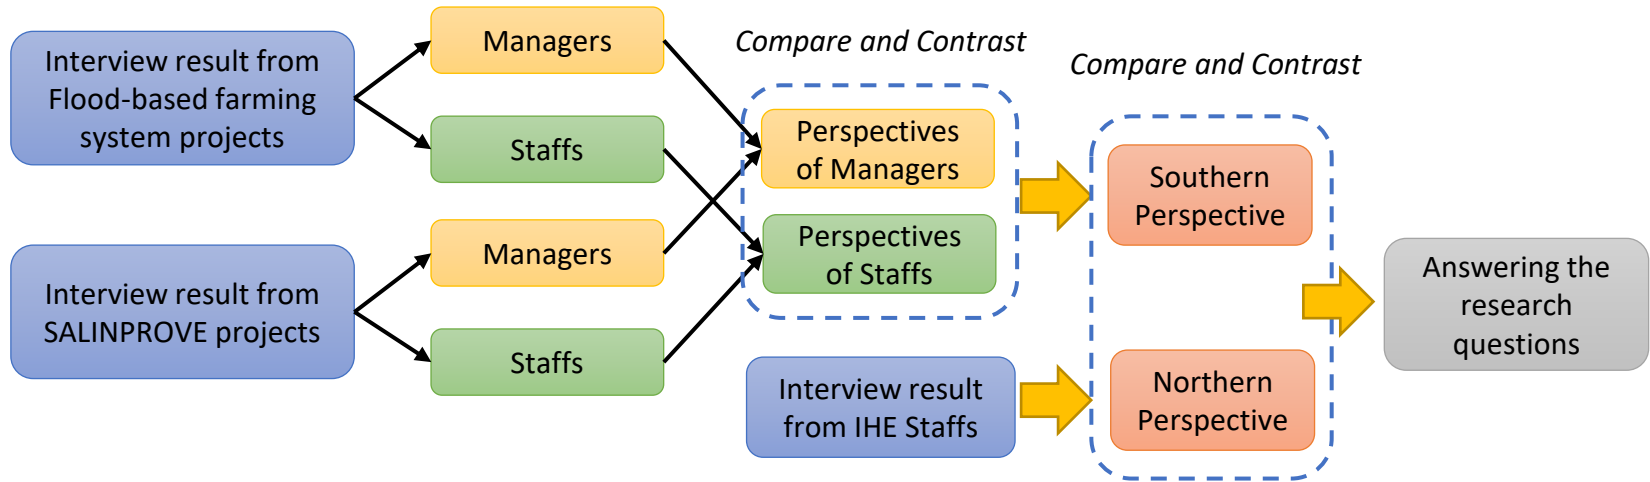 Interview result from
Flood-based farming
system projects
Managers
Staffs
Interview result from
SALINPROVE projects
Managers
Staffs
Compare and Contrast
Perspectives
of Managers
Perspectives
of Staffs
Interview result
from IHE Staffs
Compare and Contrast
Southern
Perspective
Northern
Perspective
Answering the
research
questions